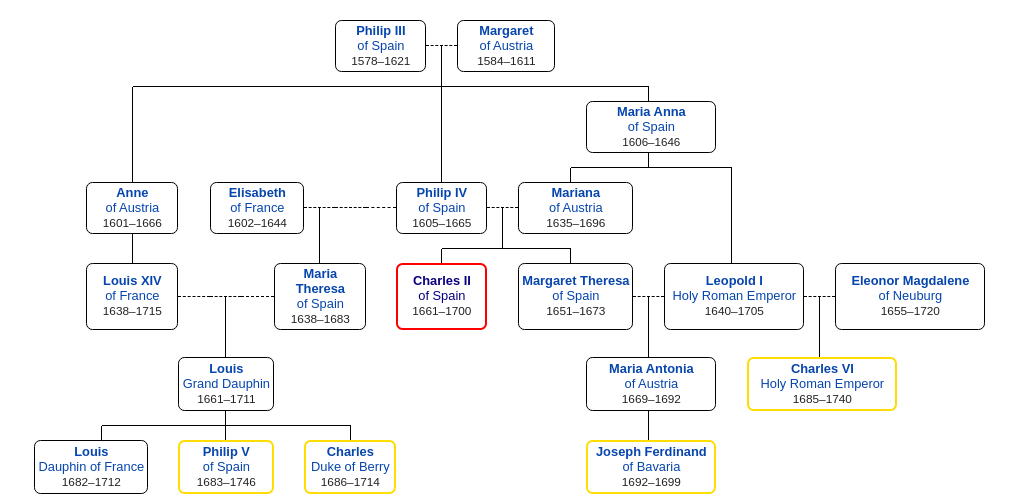 Philip III
of Spain
1578–1621
Margaret
of Austria
1584–1611
Maria Anna
of Spain
1606–1646
Anne
of Austria
1601–1666
Elisabeth
of France
1602–1644
Philip IV
of Spain
1605–1665
Mariana
of Austria
1635–1696
Louis XIV
of France
1638–1715
Maria
Theresa
of Spain
1638–1683
Charles II
of Spain
1661–1700
Margaret Theresa
of Spain
1651–1673
Leopold I
Holy Roman Emperor
1640–1705
Eleonor Magdalene
of Neuburg
1655–1720
Louis
Grand Dauphin
1661–1711
Maria Antonia
of Austria
1669–1692
Charles VI
Holy Roman Emperor
1685–1740
Louis
Dauphin of France
1682–1712
Philip V
of Spain
1683–1746
Charles
Duke of Berry
1686–1714
Joseph Ferdinand
of Bavaria
1692–1699